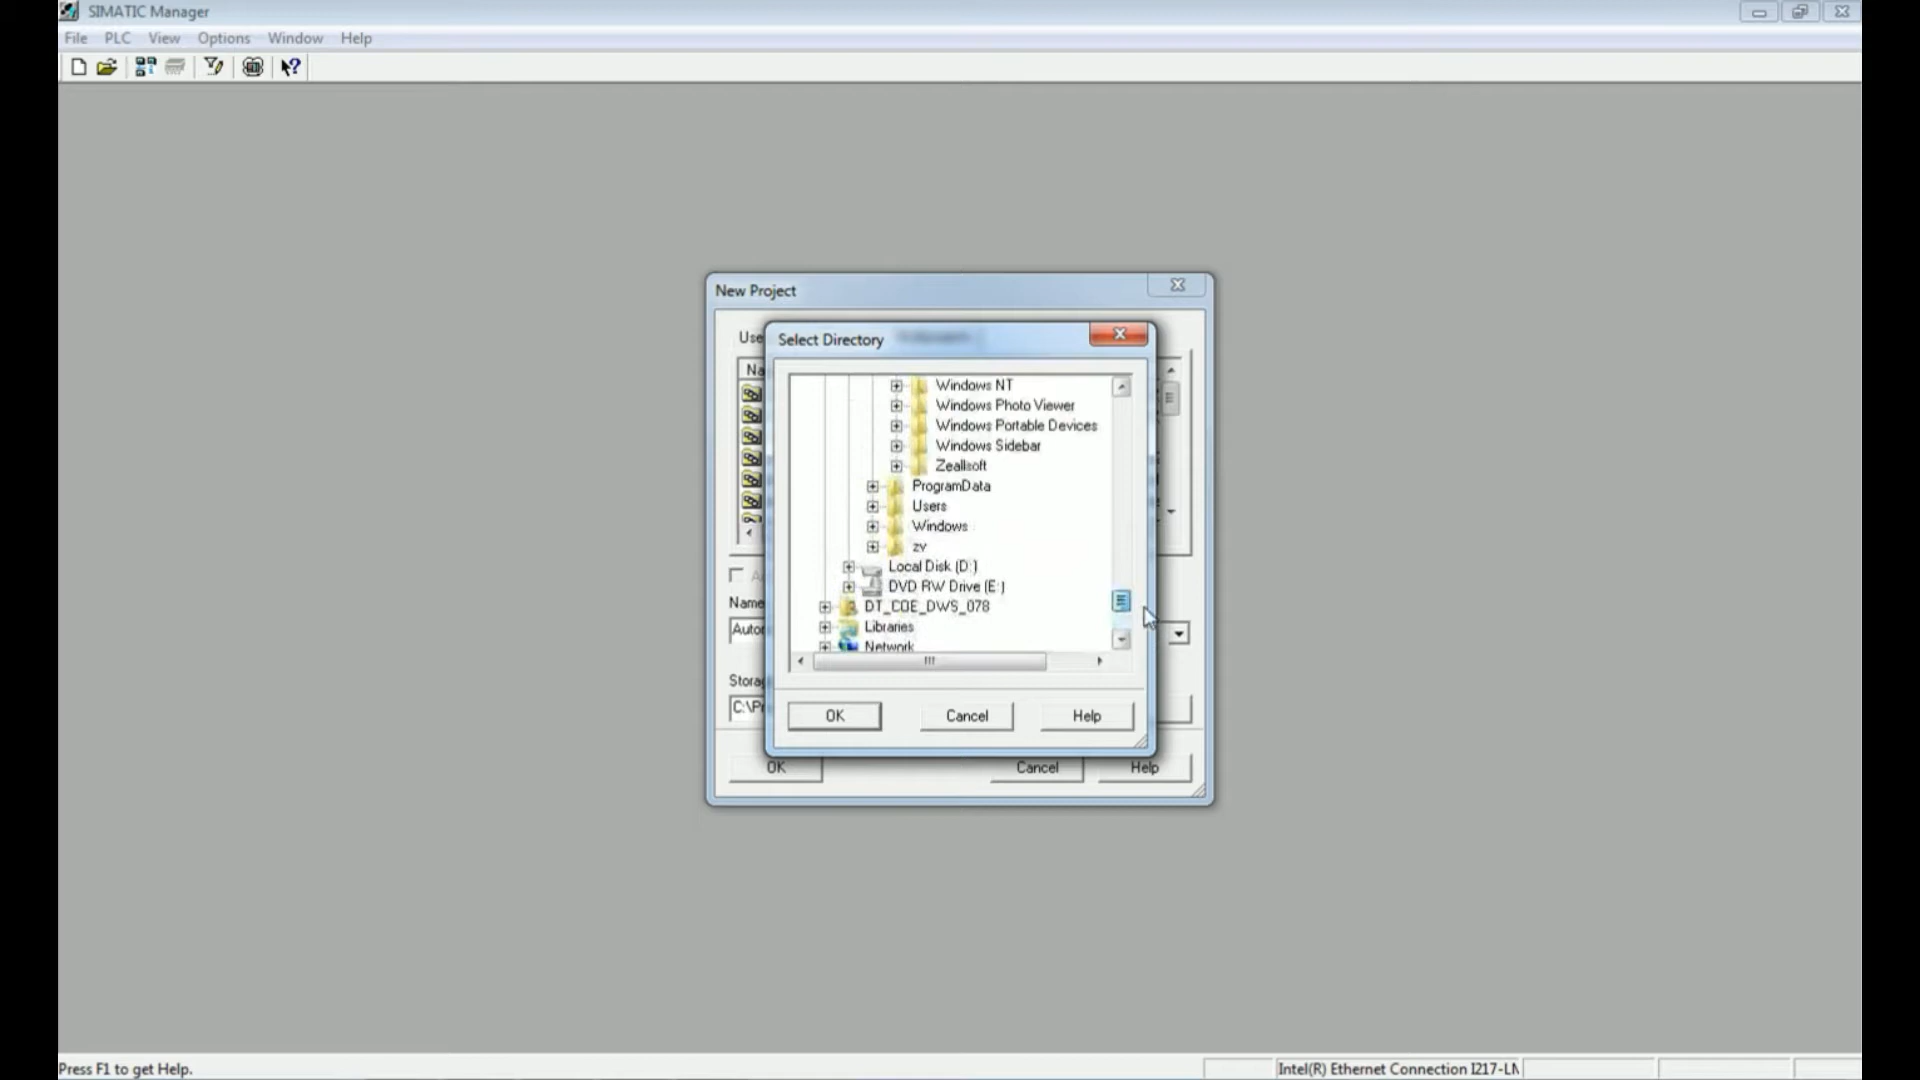 SIMATIC Manager
File PLC View Options Window Help
New Project
Select Directory
Windows NT
Windows Photo Viewer
Windows Portable Devices
Windows Sidebar
Zeallsoft
ProgramData
Users
Windows
zy
Local Disk (D:)
DVD RW Drive (E:)
DT_COE_DWS_078
Libraries
Network
Name
OK Cancel Help
OK Cancel Help
Press F1 to get Help.
Intel(R) Ethernet Connection I217-LM